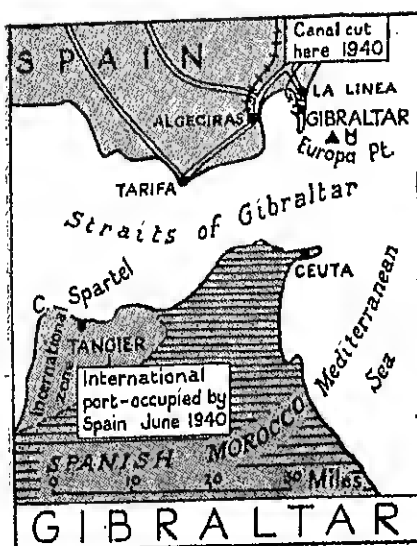 Canal cut
here 1940
SPAIN
LA LINEA
ALGECIRAS
GIBRALTAR
Europa Pt.
TARIFA
Straits of Gibraltar
CEUTA
C. Spartel
Mediterranean
Sea
International
Zone
TANGIER
International
port-occupied by
Spain June 1940
SPANISH MOROCCO
0 10 20 30 Miles
GIBRALTAR